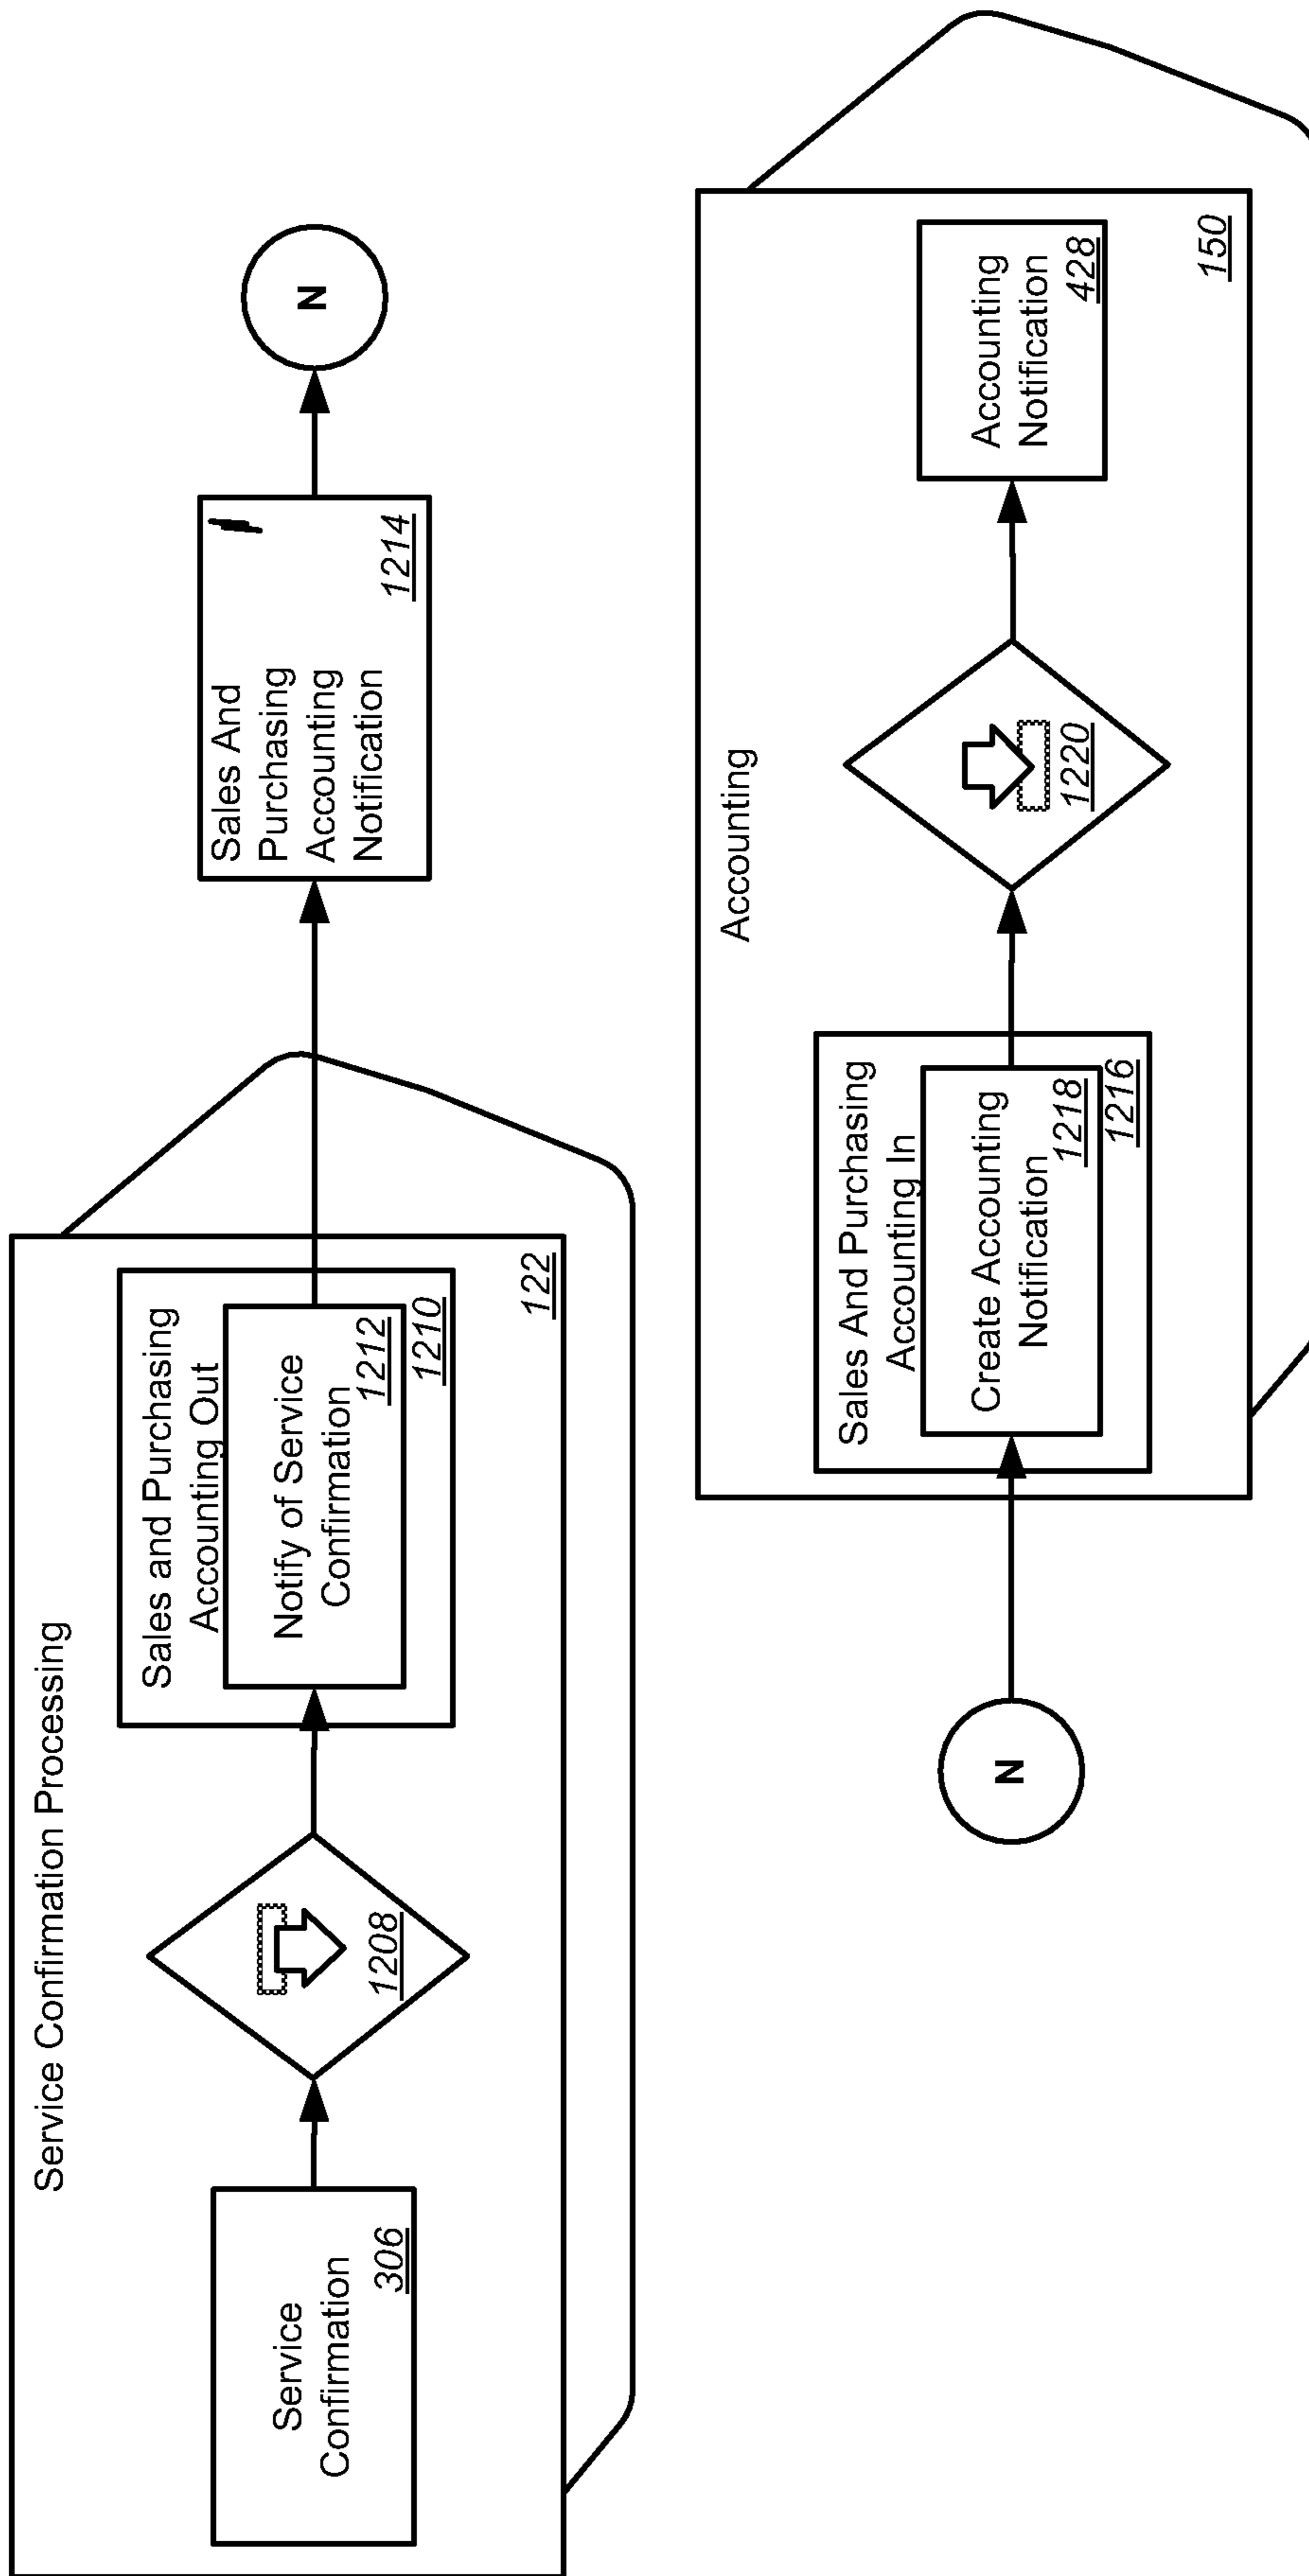 Service Confirmation Processing
Service
Confirmation
306
1208
Sales and Purchasing
Accounting Out
Notify of Service
Confirmation
1212
1210
122
Sales And
Purchasing
Accounting
Notification
1214
N
N
Accounting
Sales And Purchasing
Accounting In
Create Accounting
Notification
1218
1216
1220
Accounting
Notification
428
150